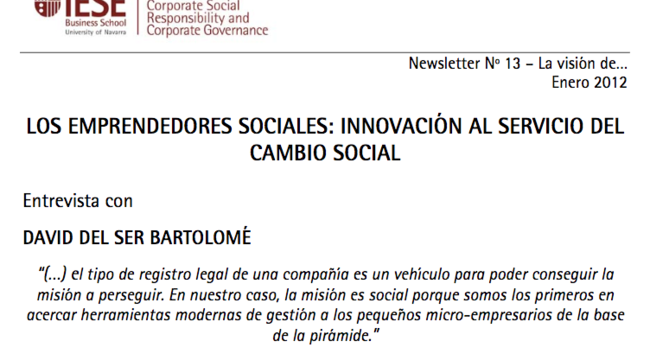 IESE
Business School
University of Navarra
Corporate Social
Responsibility and
Corporate Governance
Newsletter Nº 13 – La visión de...
Enero 2012
LOS EMPRENDEDORES SOCIALES: INNOVACIÓN AL SERVICIO DEL
CAMBIO SOCIAL
Entrevista con
DAVID DEL SER BARTOLOMÉ
“(...) el tipo de registro legal de una compañía es un vehículo para poder conseguir la
misión a perseguir. En nuestro caso, la misión es social porque somos los primeros en
acercar herramientas modernas de gestión a los pequeños micro-empresarios de la base
de la pirámide.”